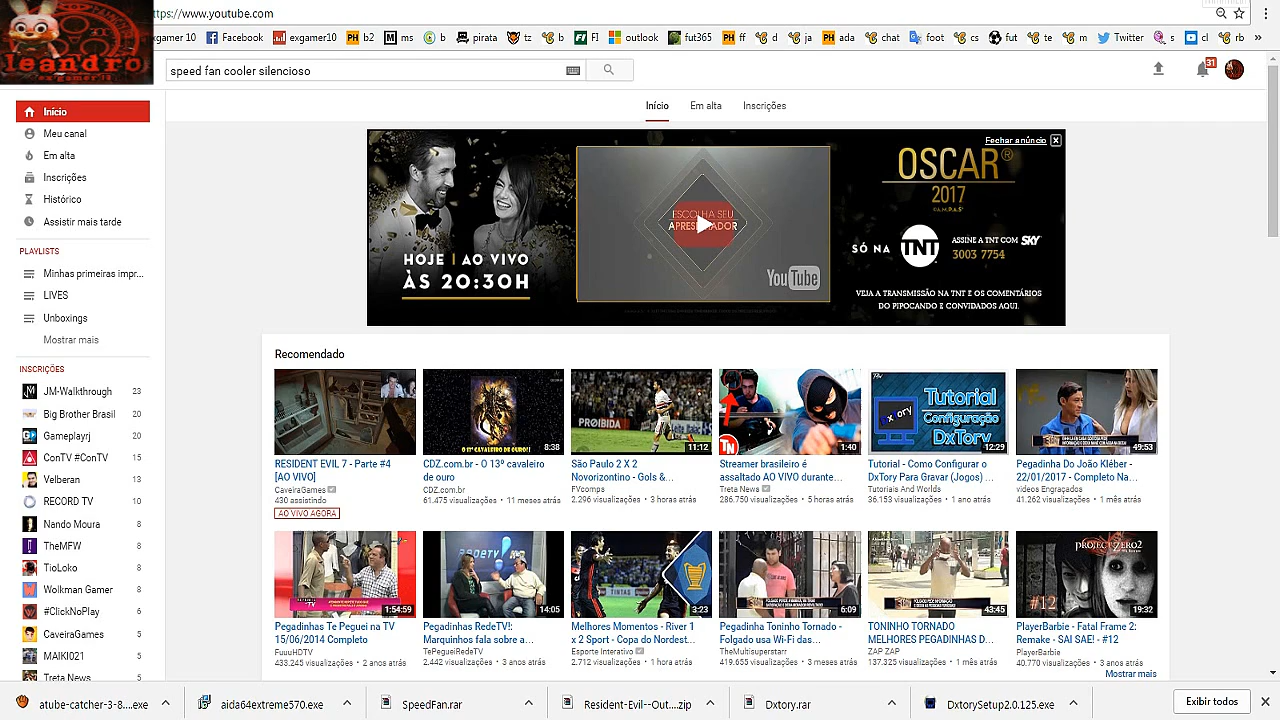 ttps://www.youtube.com
xgamer 10 Facebook exgamer10 b2 ms b pirata tz b FI outlook fut365 ff d ja ada chat foot cs fut te m Twitter s cl rb »
leandro
exgamer10
speed fan cooler silencioso
31
Início Em alta Inscrições
Início
Meu canal
Em alta
Inscrições
Histórico
Assistir mais tarde
PLAYLISTS
Minhas primeiras impr...
LIVES
Unboxings
Mostrar mais
INSCRIÇÕES
JM-Walkthrough 23
Big Brother Brasil 20
Gameplayrj 20
ConTV #ConTV 15
Velberan 13
RECORD TV 10
Nando Moura 8
TheMFW 8
TioLoko 8
Wolkman Gamer 8
#ClickNoPlay 6
CaveiraGames 5
MAIKI021 5
Treta News 5
Fechar anúncio
HOJE | AO VIVO
ÀS 20:30H
ESCOLHA SEU
APRESENTADOR
YouTube
OSCAR®
2017
©A.M.P.A.S®
SÓ NA TNT
ASSINE A TNT COM SKY
3003 7754
VEJA A TRANSMISSÃO NA TNT E OS COMENTÁRIOS
DO PIPOCANDO E CONVIDADOS AQUI.
Recomendado
RESIDENT EVIL 7 - Parte #4
[AO VIVO]
CaveiraGames
430 assistindo
AO VIVO AGORA
O 13º CAVALEIRO DE OURO!
8:38
CDZ.com.br - O 13º cavaleiro
de ouro
CDZ.com.br
61.475 visualizações • 11 meses atrás
PROIBIDA
11:12
São Paulo 2 X 2
Novorizontino - Gols &...
FVcomps
2.296 visualizações • 3 horas atrás
TN
1:40
Streamer brasileiro é
assaltado AO VIVO durante...
Treta News
286.750 visualizações • 5 horas atrás
Tutorial
Configuração
DxTory
DxTory
12:29
Tutorial - Como Configurar o
DxTory Para Gravar (Jogos) ...
Tutoriais And Worlds
36.153 visualizações • 1 ano atrás
49:53
Pegadinha Do João Kléber -
22/01/2017 - Completo Na...
vídeos Engraçados
41.262 visualizações • 1 mês atrás
1:54:59
Pegadinhas Te Peguei na TV
15/06/2014 Completo
FuuuHDTV
433.245 visualizações • 2 anos atrás
REDETV!
14:05
Pegadinhas RedeTV!:
Marquinhos fala sobre a...
TePegueiRedeTV
2.442 visualizações • 3 anos atrás
TINTAS
3:23
Melhores Momentos - River 1
x 2 Sport - Copa do Nordest...
Esporte Interativo
2.712 visualizações • 1 hora atrás
6:09
Pegadinha Toninho Tornado -
Folgado usa Wi-Fi das...
TheMultisuperstarr
419.655 visualizações • 3 meses atrás
43:45
TONINHO TORNADO
MELHORES PEGADINHAS D...
ZAP ZAP
137.325 visualizações • 1 mês atrás
PROJECT ZERO2
#12
19:32
PlayerBarbie - Fatal Frame 2:
Remake - SAI SAE! - #12
PlayerBarbie
40.770 visualizações • 3 anos atrás
Mostrar mais
atube-catcher-3-8....exe
aida64extreme570.exe
SpeedFan.rar
Resident-Evil--Out....zip
Dxtory.rar
DxtorySetup2.0.125.exe
Exibir todos